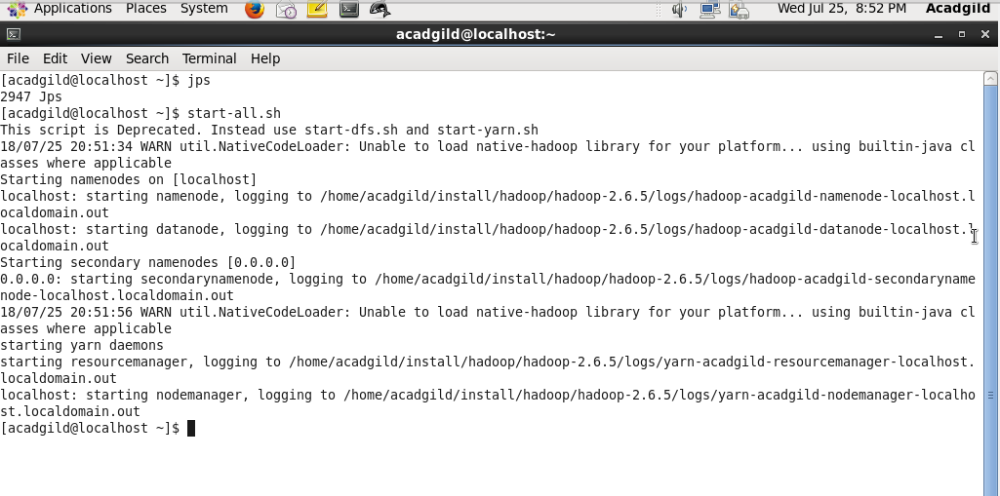 Applications Places System Wed Jul 25, 8:52 PM Acadgild
acadgild@localhost:~
File Edit View Search Terminal Help
[acadgild@localhost ~]$ jps
2947 Jps
[acadgild@localhost ~]$ start-all.sh
This script is Deprecated. Instead use start-dfs.sh and start-yarn.sh
18/07/25 20:51:34 WARN util.NativeCodeLoader: Unable to load native-hadoop library for your platform... using builtin-java cl
asses where applicable
Starting namenodes on [localhost]
localhost: starting namenode, logging to /home/acadgild/install/hadoop/hadoop-2.6.5/logs/hadoop-acadgild-namenode-localhost.l
ocaldomain.out
localhost: starting datanode, logging to /home/acadgild/install/hadoop/hadoop-2.6.5/logs/hadoop-acadgild-datanode-localhost.l
ocaldomain.out
Starting secondary namenodes [0.0.0.0]
0.0.0.0: starting secondarynamenode, logging to /home/acadgild/install/hadoop/hadoop-2.6.5/logs/hadoop-acadgild-secondaryname
node-localhost.localdomain.out
18/07/25 20:51:56 WARN util.NativeCodeLoader: Unable to load native-hadoop library for your platform... using builtin-java cl
asses where applicable
starting yarn daemons
starting resourcemanager, logging to /home/acadgild/install/hadoop/hadoop-2.6.5/logs/yarn-acadgild-resourcemanager-localhost.
localdomain.out
localhost: starting nodemanager, logging to /home/acadgild/install/hadoop/hadoop-2.6.5/logs/yarn-acadgild-nodemanager-localho
st.localdomain.out
[acadgild@localhost ~]$